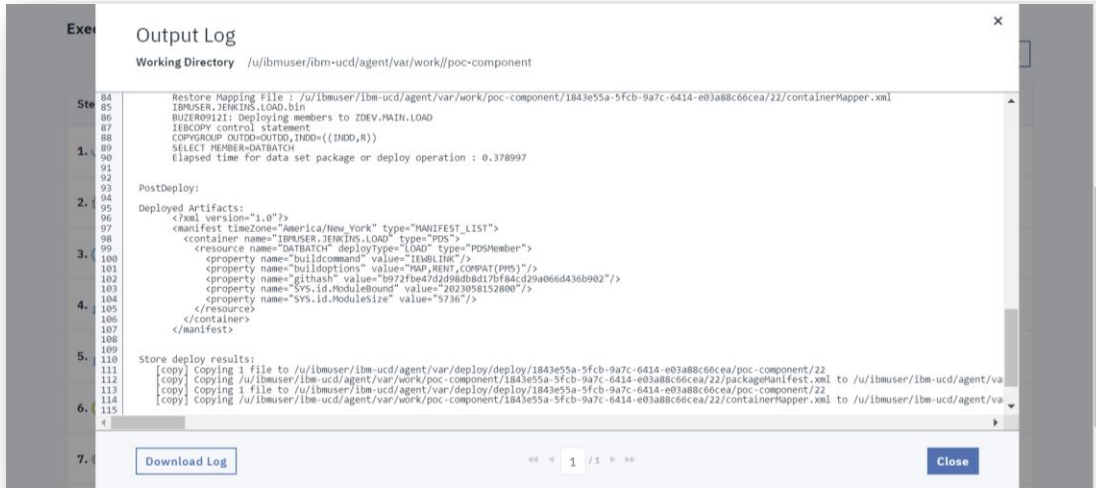 Exec
Output Log
×
Working Directory /u/ibmuser/ibm-ucd/agent/var/work//poc-component
Ste
1.
2.
3.
4.
5.
6.
7.
84 Restore Mapping File : /u/ibmuser/ibm-ucd/agent/var/work/poc-component/1843e55a-5fcb-9a7c-6414-e03a88c66cea/22/containerMapper.xml
85 IBMUSER.JENKINS.LOAD.bin
86 BUZER0912I: Deploying members to ZDEV.MAIN.LOAD
87 IEBCOPY control statement
88 COPYGROUP OUTDD=OUTDD,INDD=((INDD,R))
89 SELECT MEMBER=DATBATCH
90 Elapsed time for data set package or deploy operation : 0.378997
91
92
93 PostDeploy:
94
95 Deployed Artifacts:
96 <?xml version="1.0"?>
97 <manifest timeZone="America/New_York" type="MANIFEST_LIST">
98 <container name="IBMUSER.JENKINS.LOAD" type="PDS">
99 <resource name="DATBATCH" deployType="LOAD" type="PDSMember">
100 <property name="buildcommand" value="IEWBLINK"/>
101 <property name="buildoptions" value="MAP,RENT,COMPAT(PM5)"/>
102 <property name="githash" value="b972fbe47d2d98db8d17bf84cd29a066d436b902"/>
103 <property name="SYS.id.ModuleBound" value="2023058152800"/>
104 <property name="SYS.id.ModuleSize" value="5736"/>
105 </resource>
106 </container>
107 </manifest>
108
109
110 Store deploy results:
111 [copy] Copying 1 file to /u/ibmuser/ibm-ucd/agent/var/deploy/deploy/1843e55a-5fcb-9a7c-6414-e03a88c66cea/poc-component/22
112 [copy] Copying /u/ibmuser/ibm-ucd/agent/var/work/poc-component/1843e55a-5fcb-9a7c-6414-e03a88c66cea/22/packageManifest.xml to /u/ibmuser/ibm-ucd/agent/va
113 [copy] Copying 1 file to /u/ibmuser/ibm-ucd/agent/var/deploy/deploy/1843e55a-5fcb-9a7c-6414-e03a88c66cea/poc-component/22
114 [copy] Copying /u/ibmuser/ibm-ucd/agent/var/work/poc-component/1843e55a-5fcb-9a7c-6414-e03a88c66cea/22/containerMapper.xml to /u/ibmuser/ibm-ucd/agent/va
115
Download Log
1 / 1
Close